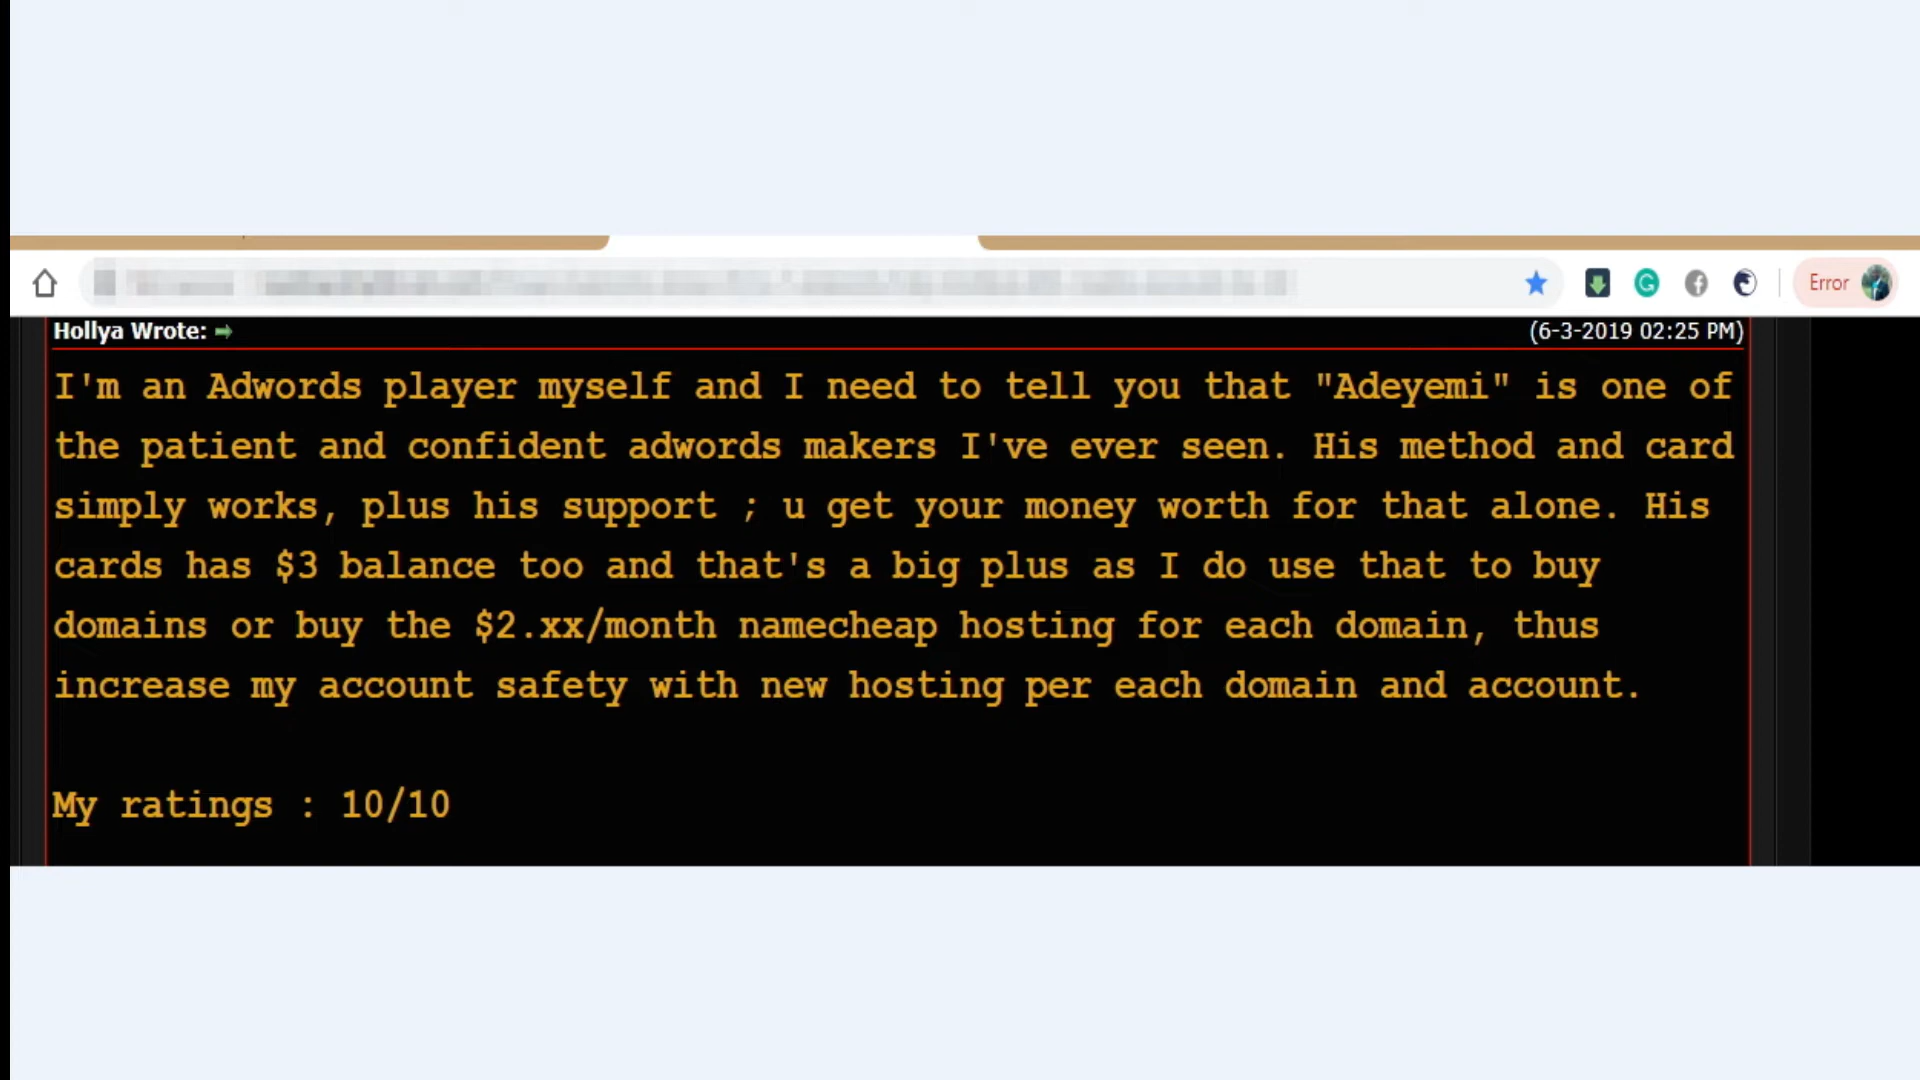 Error
Hollya Wrote:
(6-3-2019 02:25 PM)
I'm an Adwords player myself and I need to tell you that "Adeyemi" is one of
the patient and confident adwords makers I've ever seen. His method and card
simply works, plus his support ; u get your money worth for that alone. His
cards has $3 balance too and that's a big plus as I do use that to buy
domains or buy the $2.xx/month namecheap hosting for each domain, thus
increase my account safety with new hosting per each domain and account.
My ratings : 10/10